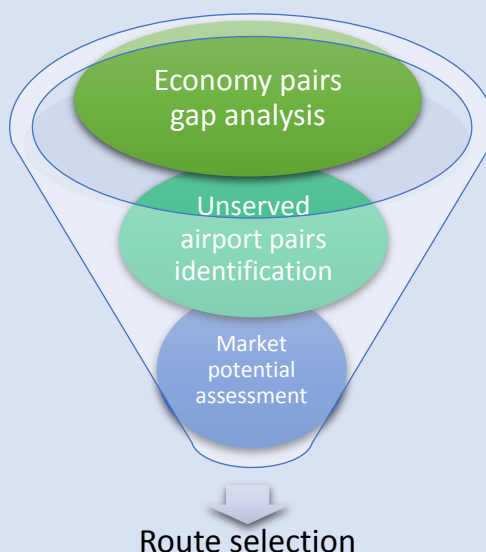 Economy pairs
gap analysis
Unserved
airport pairs
identification
Market
potential
assessment
Route selection